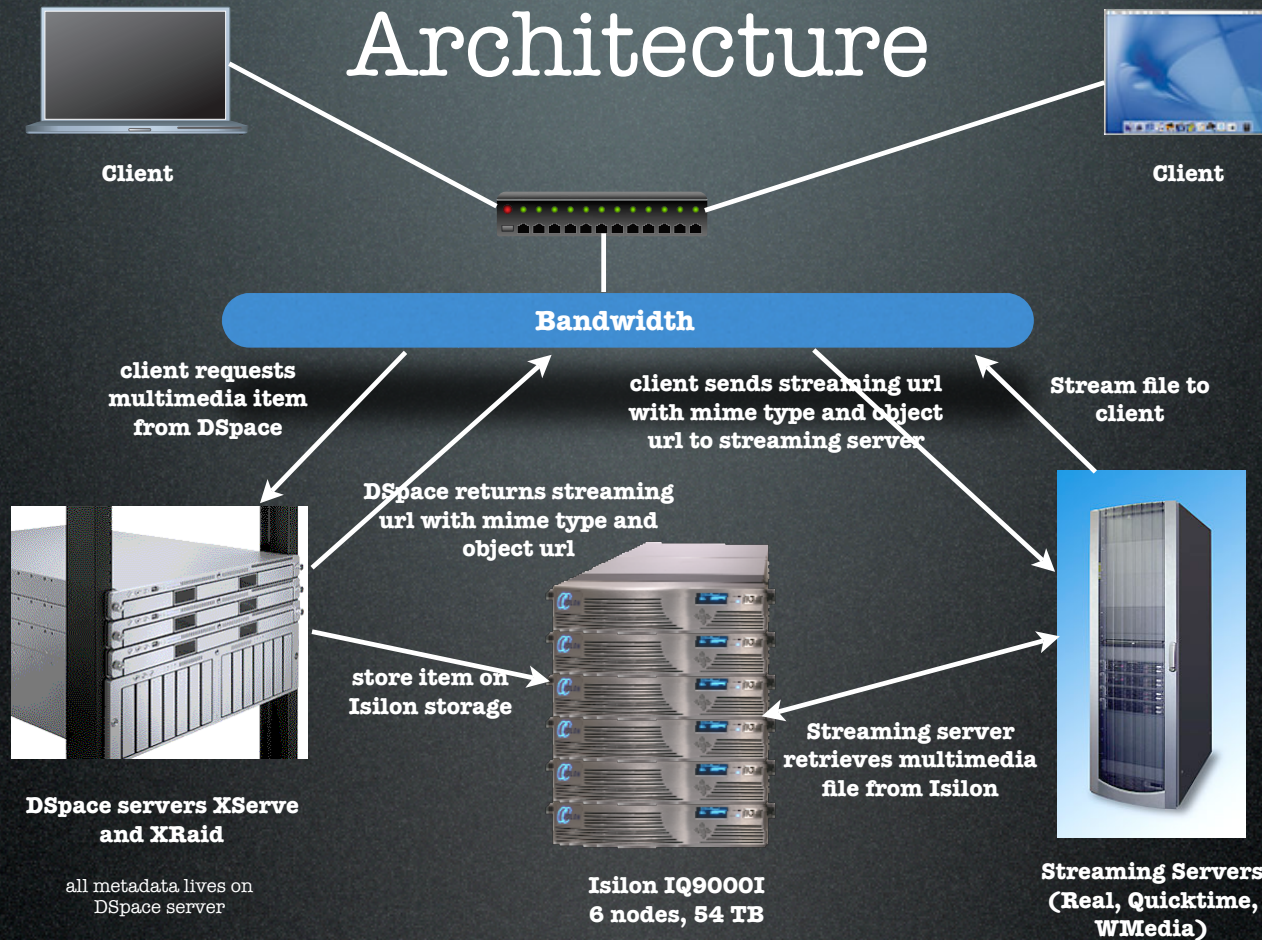 Architecture
Client
Client
Bandwidth
client requests
multimedia item
from DSpace
client sends streaming url
with mime type and object
url to streaming server
Stream file to
client
DSpace returns streaming
url with mime type and
object url
store item on
Isilon storage
Streaming server
retrieves multimedia
file from Isilon
DSpace servers XServe
and XRaid
all metadata lives on
DSpace server
Isilon IQ9000I
6 nodes, 54 TB
Streaming Servers
(Real, Quicktime,
WMedia)